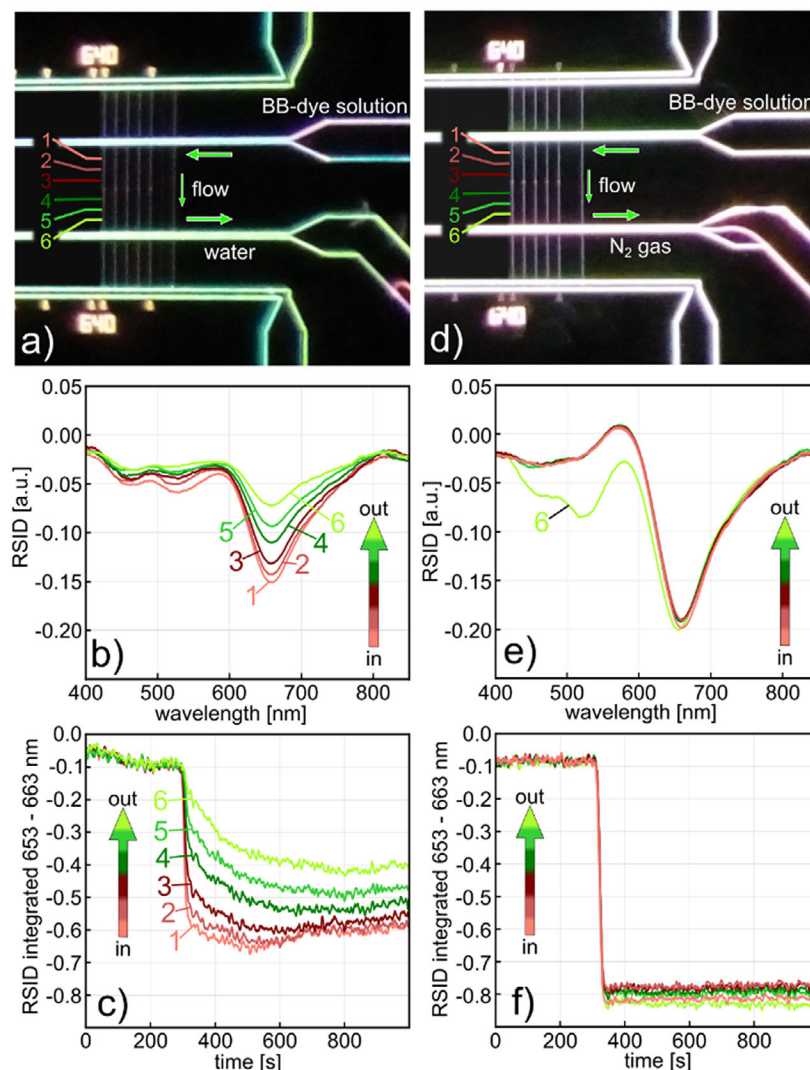 640
BB-dye solution
1
2
3
4
5
6
flow
water
640
a)
640
BB-dye solution
1
2
3
4
5
6
flow
N₂ gas
640
d)
0.05
0.00
-0.05
-0.10
-0.15
-0.20
RSID [a.u.]
6
5
4
3
2
1
out
in
b)
400 500 600 700 800
wavelength [nm]
0.05
0.00
-0.05
-0.10
-0.15
-0.20
RSID [a.u.]
6
out
in
e)
400 500 600 700 800
wavelength [nm]
0.0
-0.1
-0.2
-0.3
-0.4
-0.5
-0.6
-0.7
-0.8
RSID integrated 653 - 663 nm
out
in
6
5
4
3
2
1
c)
0 200 400 600 800
time [s]
0.0
-0.1
-0.2
-0.3
-0.4
-0.5
-0.6
-0.7
-0.8
RSID integrated 653 - 663 nm
out
in
f)
0 200 400 600 800
time [s]